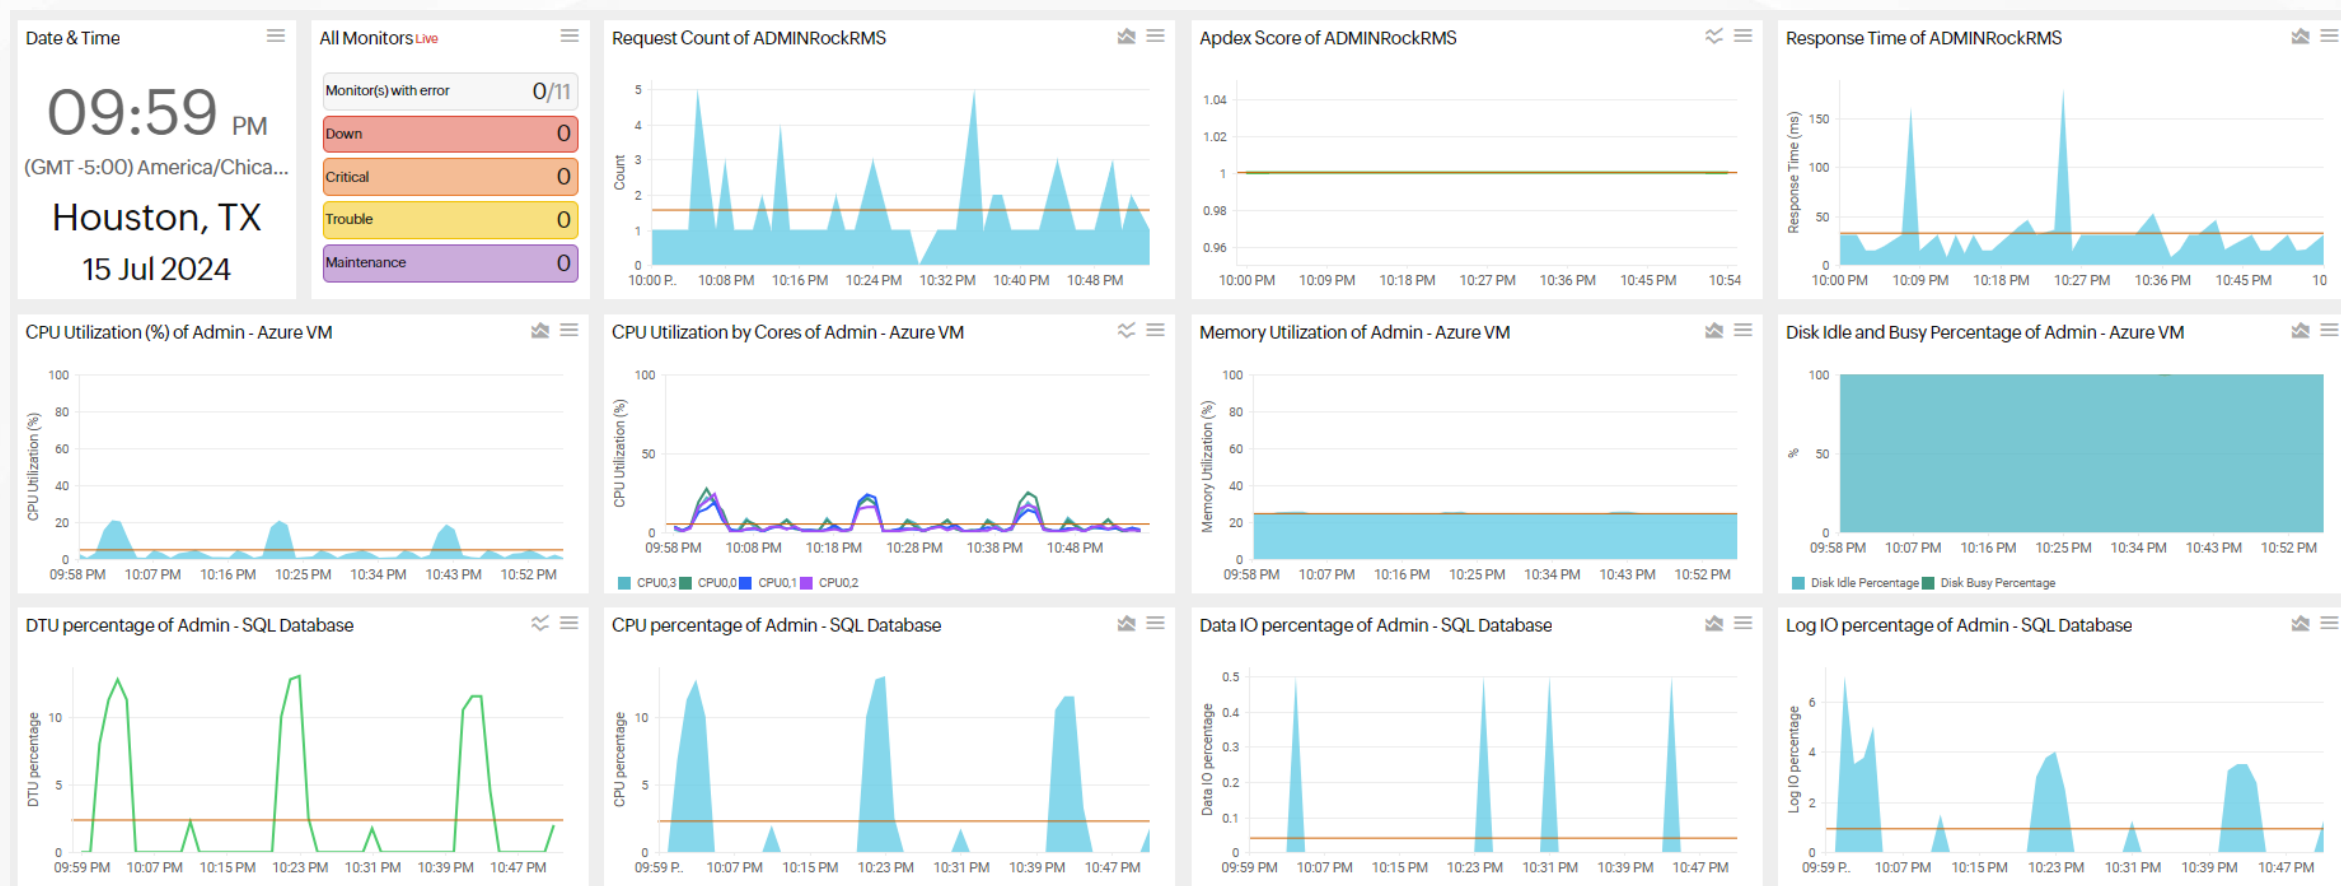 Date & Time
09:59 PM
(GMT -5:00) America/Chica...
Houston, TX
15 Jul 2024
All Monitors Live
Monitor(s) with error 0/11
Down 0
Critical 0
Trouble 0
Maintenance 0
Request Count of ADMINRockRMS
Count
5
4
3
2
1
0
10:00 P.. 10:08 PM 10:16 PM 10:24 PM 10:32 PM 10:40 PM 10:48 PM
Apdex Score of ADMINRockRMS
1.04
1.02
1
0.98
0.96
10:00 PM 10:09 PM 10:18 PM 10:27 PM 10:36 PM 10:45 PM 10:54
Response Time of ADMINRockRMS
Response Time (ms)
150
100
50
0
10:00 PM 10:09 PM 10:18 PM 10:27 PM 10:36 PM 10:45 PM 10
CPU Utilization (%) of Admin - Azure VM
CPU Utilization (%)
100
80
60
40
20
0
09:58 PM 10:07 PM 10:16 PM 10:25 PM 10:34 PM 10:43 PM 10:52 PM
CPU Utilization by Cores of Admin - Azure VM
CPU Utilization (%)
100
50
0
09:58 PM 10:08 PM 10:18 PM 10:28 PM 10:38 PM 10:48 PM
CPU0,3 CPU0,0 CPU0,1 CPU0,2
Memory Utilization of Admin - Azure VM
Memory Utilization (%)
100
80
60
40
20
0
09:58 PM 10:07 PM 10:16 PM 10:25 PM 10:34 PM 10:43 PM 10:52 PM
Disk Idle and Busy Percentage of Admin - Azure VM
%
100
50
0
09:58 PM 10:07 PM 10:16 PM 10:25 PM 10:34 PM 10:43 PM 10:52 PM
Disk Idle Percentage Disk Busy Percentage
DTU percentage of Admin - SQL Database
DTU percentage
10
5
0
09:59 PM 10:07 PM 10:15 PM 10:23 PM 10:31 PM 10:39 PM 10:47 PM
CPU percentage of Admin - SQL Database
CPU percentage
10
5
0
09:59 P.. 10:07 PM 10:15 PM 10:23 PM 10:31 PM 10:39 PM 10:47 PM
Data IO percentage of Admin - SQL Database
Data IO percentage
0.5
0.4
0.3
0.2
0.1
0
09:59 PM 10:07 PM 10:15 PM 10:23 PM 10:31 PM 10:39 PM 10:47 PM
Log IO percentage of Admin - SQL Database
Log IO percentage
6
4
2
0
09:59 P.. 10:07 PM 10:15 PM 10:23 PM 10:31 PM 10:39 PM 10:47 PM